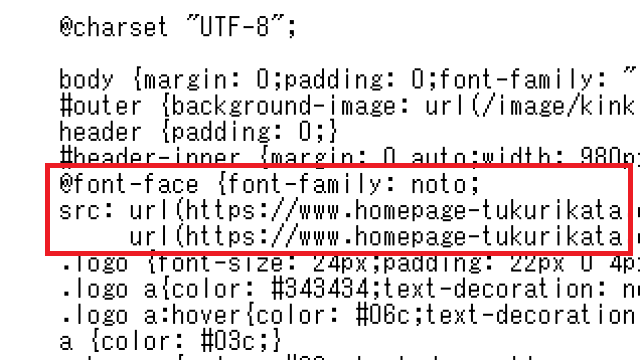 @charset "UTF-8";
body {margin: 0;padding: 0;font-family: "
#outer {background-image: url(/image/kink
header {padding: 0;}
#header-inner {margin: 0 auto;width: 980p
@font-face {font-family: noto;
src: url(https://www.homepage-tukurikata
url(https://www.homepage-tukurikata
.logo {font-size: 24px;padding: 22px 0 4p
.logo a{color: #343434;text-decoration: n
.logo a:hover{color: #06c;text-decoration
a {color: #03c;}